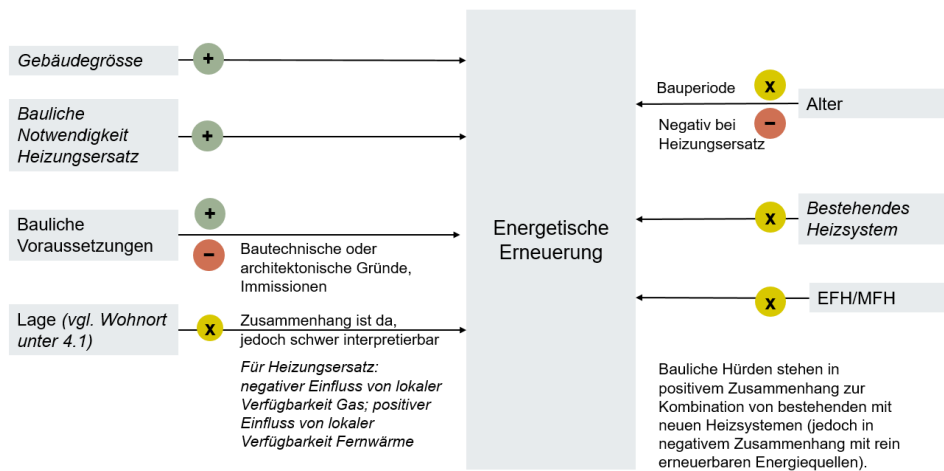 Gebäudegrösse
+
Bauliche
Notwendigkeit
Heizungsersatz
+
Bauliche
Voraussetzungen
+
−
Bautechnische oder
architektonische Gründe,
Immissionen
Lage (vgl. Wohnort
unter 4.1)
x
Zusammenhang ist da,
jedoch schwer interpretierbar
Für Heizungsersatz:
negativer Einfluss von lokaler
Verfügbarkeit Gas; positiver
Einfluss von lokaler
Verfügbarkeit Fernwärme
Energetische
Erneuerung
Bauperiode
x
Alter
Negativ bei
Heizungsersatz
−
x
Bestehendes
Heizsystem
x
EFH/MFH
Bauliche Hürden stehen in
positivem Zusammenhang zur
Kombination von bestehenden mit
neuen Heizsystemen (jedoch in
negativem Zusammenhang mit rein
erneuerbaren Energiequellen).